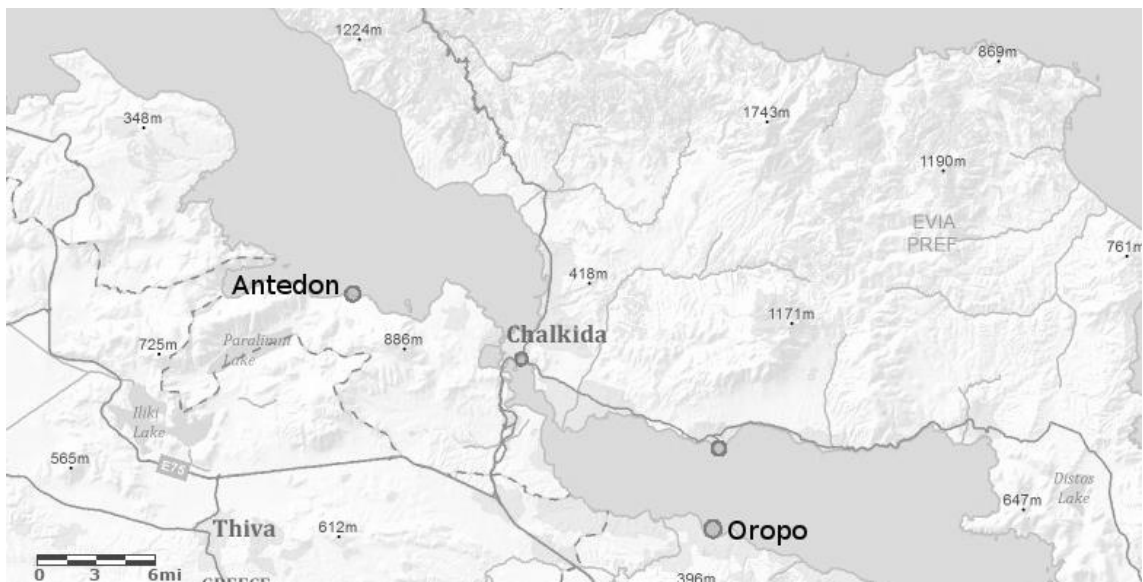 1224m
869m
348m
1743m
1190m
EVIA
PREF
761m
418m
Antedon
1171m
Chalkida
725m
Paralimni
Lake
886m
Iliki
Lake
565m
E75
Distos
Lake
647m
Thiva
612m
Oropo
0 3 6mi
GREECE
396m